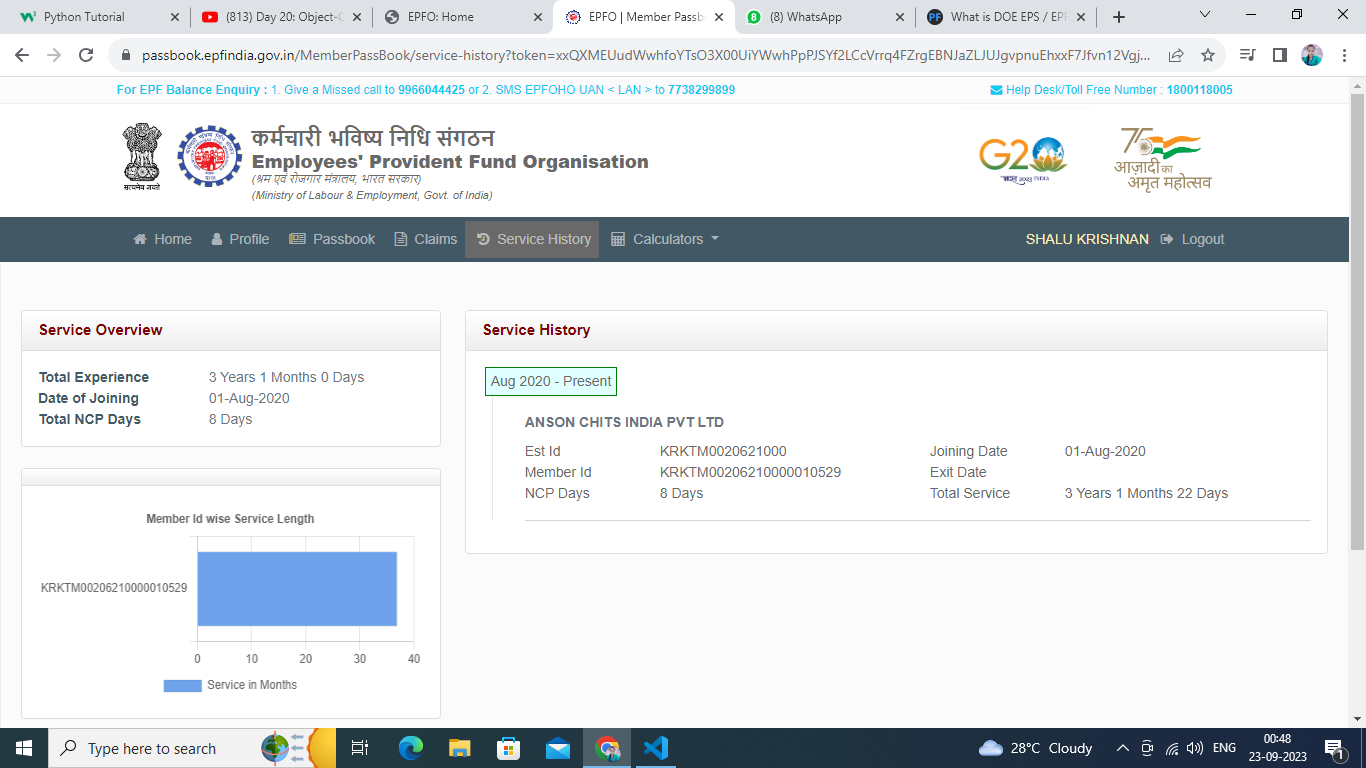 Python Tutorial
(813) Day 20: Object-C
EPFO: Home
EPFO | Member Passb
(8) WhatsApp
What is DOE EPS / EPF
passbook.epfindia.gov.in/MemberPassBook/service-history?token=xxQXMEUudWwhfoYTsO3X00UiYWwhPpPJSYf2LCcVrrq4FZrgEBNJaZLJUJgvpnuEhxxF7Jfvn12Vgj...
For EPF Balance Enquiry : 1. Give a Missed call to 9966044425 or 2. SMS EPFOHO UAN < LAN > to 7738299899
Help Desk/Toll Free Number : 1800118005
सत्यमेव जयते
कर्मचारी भविष्य निधि संगठन
Employees' Provident Fund Organisation
(श्रम एवं रोजगार मंत्रालय, भारत सरकार)
(Ministry of Labour & Employment, Govt. of India)
G20
भारत 2023 INDIA
75
आज़ादी का
अमृत महोत्सव
Home
Profile
Passbook
Claims
Service History
Calculators
SHALU KRISHNAN
Logout
Service Overview
Total Experience 3 Years 1 Months 0 Days
Date of Joining 01-Aug-2020
Total NCP Days 8 Days
Member Id wise Service Length
KRKTM00206210000010529
0 10 20 30 40
Service in Months
Service History
Aug 2020 - Present
ANSON CHITS INDIA PVT LTD
Est Id KRKTM0020621000 Joining Date 01-Aug-2020
Member Id KRKTM00206210000010529 Exit Date
NCP Days 8 Days Total Service 3 Years 1 Months 22 Days
Type here to search
28°C Cloudy
ENG
00:48
23-09-2023
1